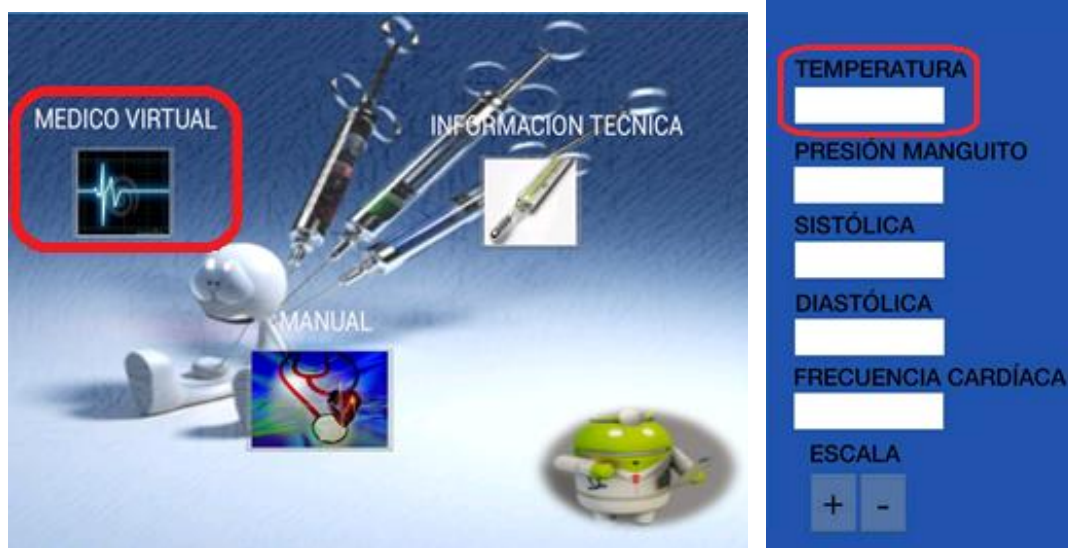 MEDICO VIRTUAL
INFORMACION TECNICA
MANUAL
TEMPERATURA
PRESIÓN MANGUITO
SISTÓLICA
DIASTÓLICA
FRECUENCIA CARDÍACA
ESCALA
+ -